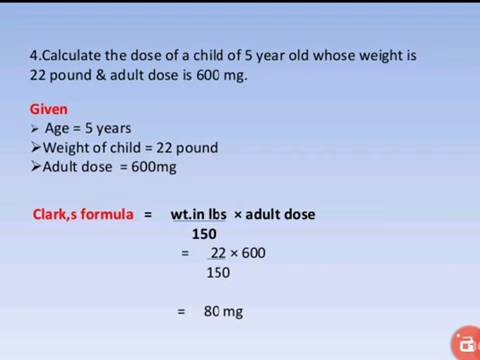 4.Calculate the dose of a child of 5 year old whose weight is
22 pound & adult dose is 600 mg.
Given
➢ Age = 5 years
➢Weight of child = 22 pound
➢Adult dose = 600mg
Clark,s formula = wt.in lbs × adult dose
150
= 22 × 600
150
= 80 mg